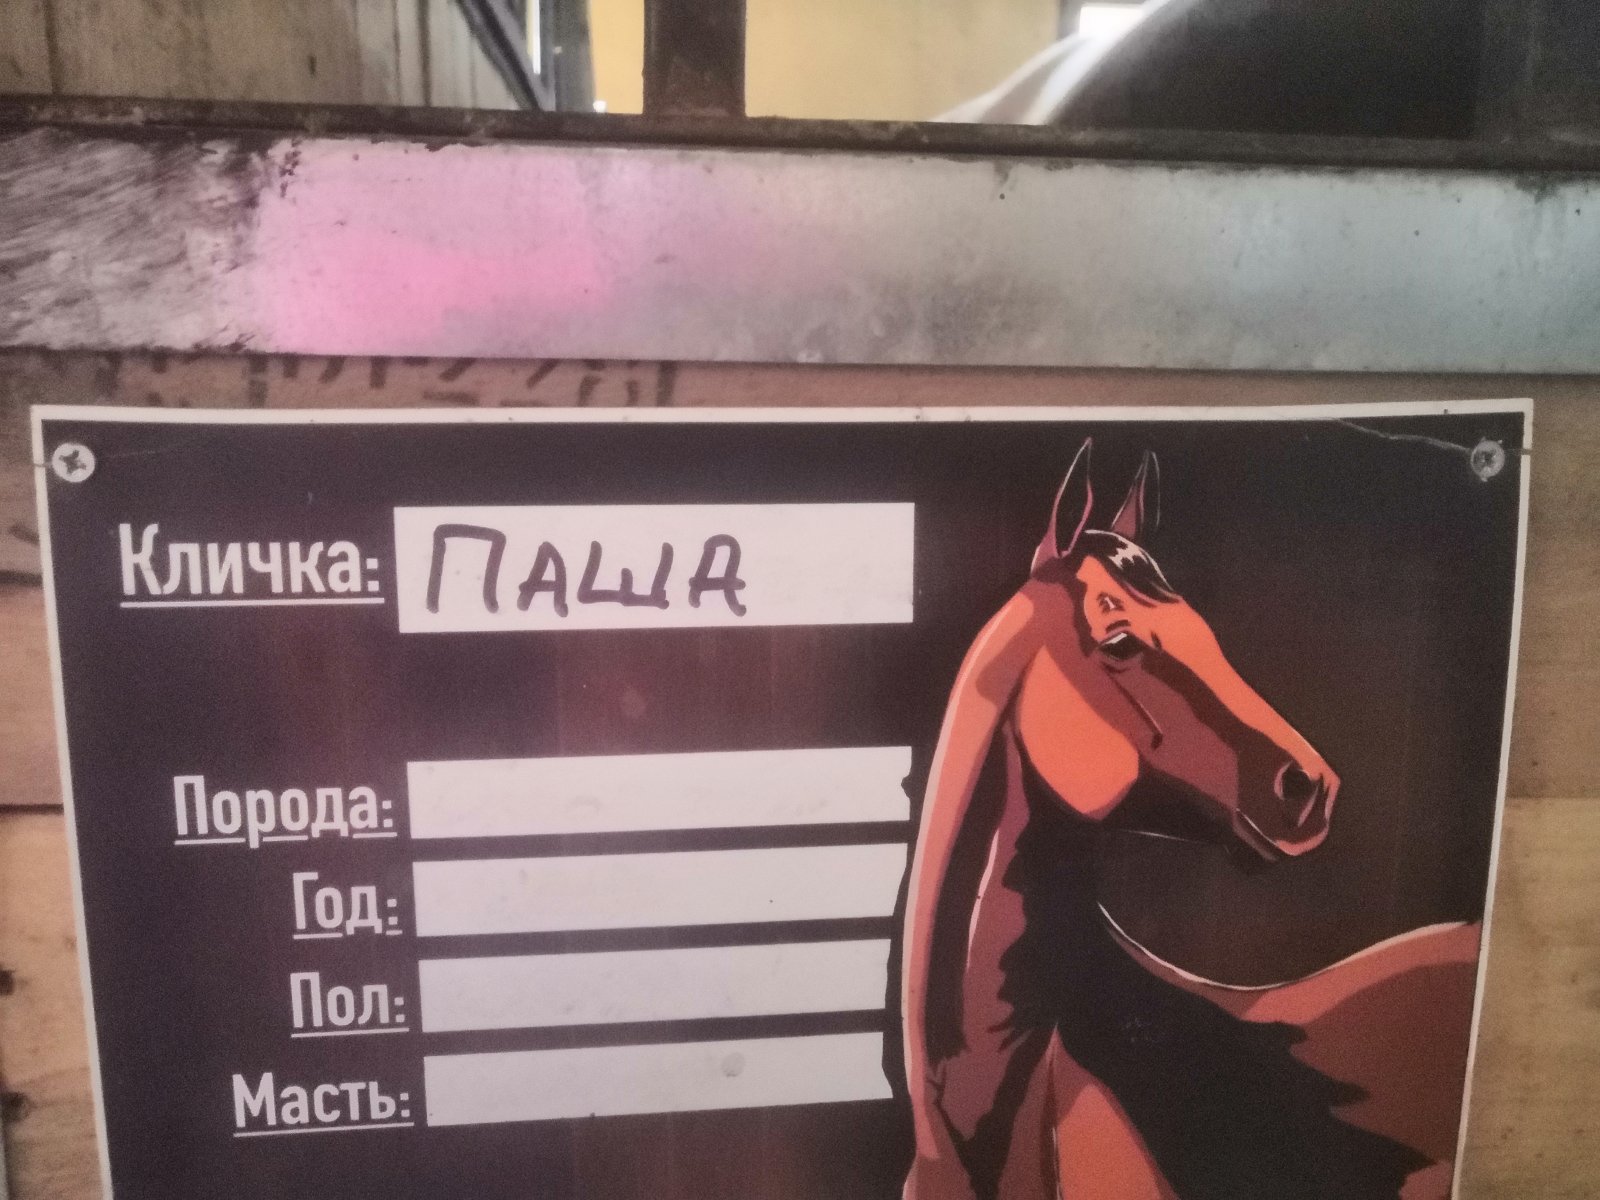 Кличка: ПАША
Порода:
Год:
Пол:
Масть: